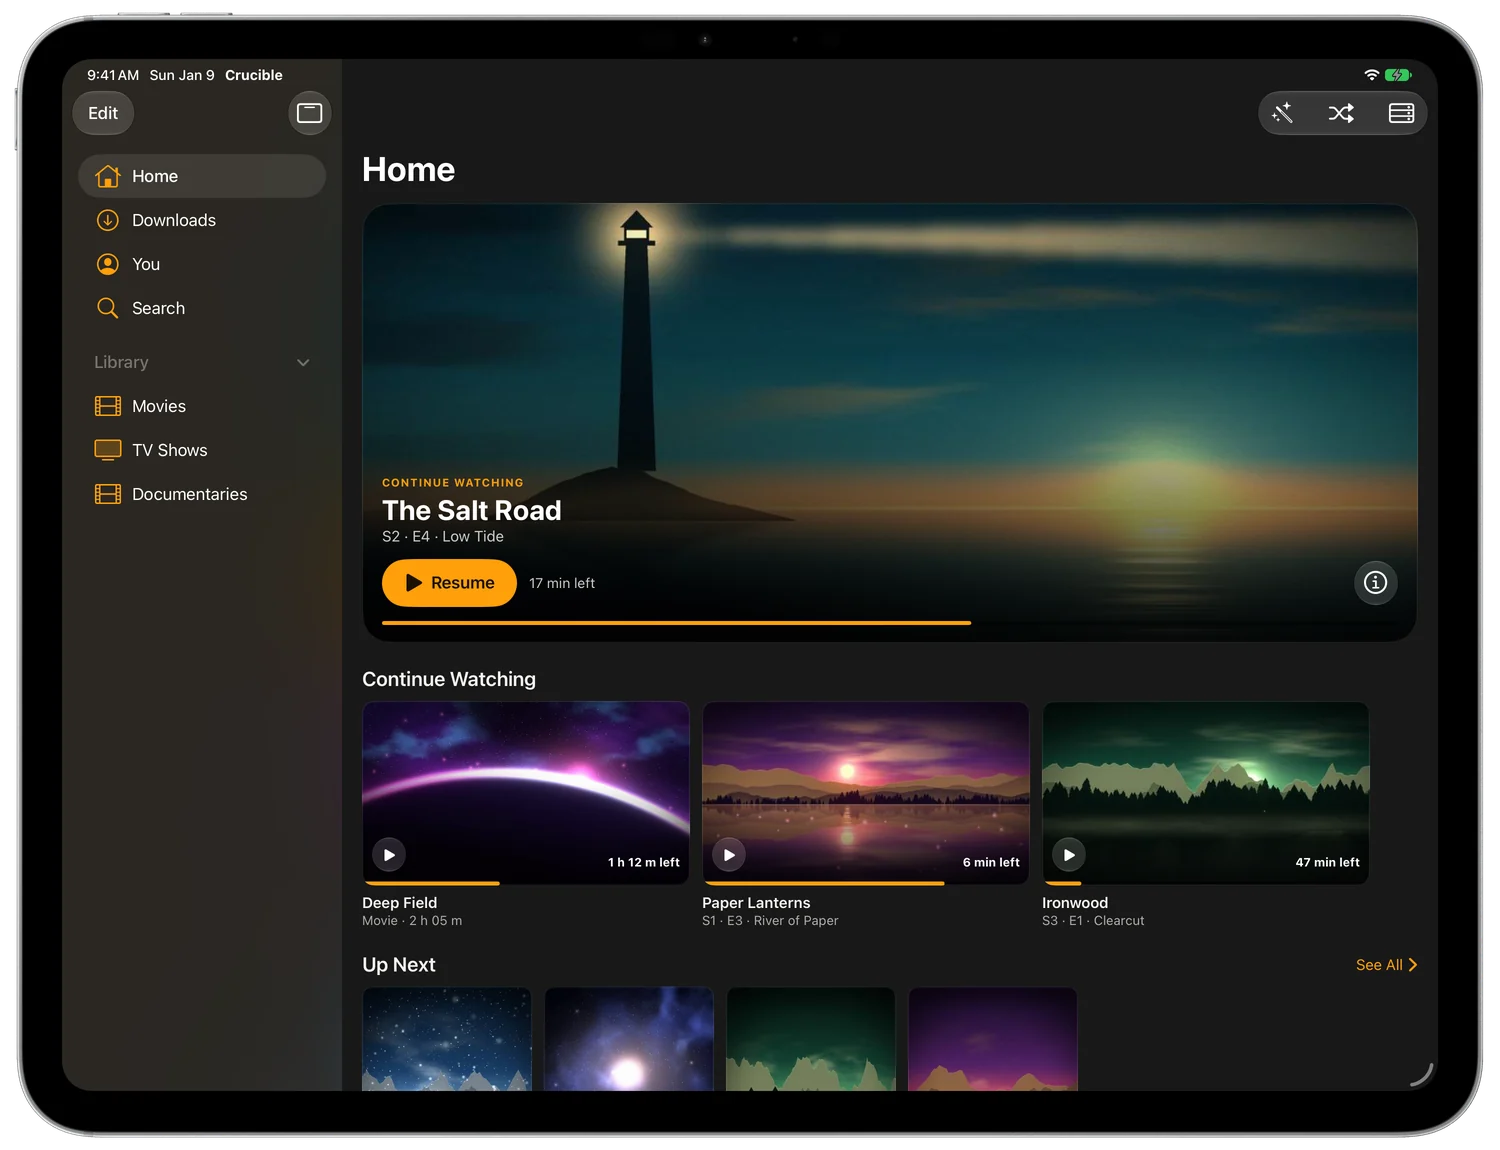 9:41 AM Sun Jan 9 Crucible
Edit
Home
Downloads
You
Search
Library
Movies
TV Shows
Documentaries
Home
CONTINUE WATCHING
The Salt Road
S2 · E4 · Low Tide
Resume
17 min left
Continue Watching
1 h 12 m left
6 min left
47 min left
Deep Field
Movie · 2 h 05 m
Paper Lanterns
S1 · E3 · River of Paper
Ironwood
S3 · E1 · Clearcut
Up Next
See All